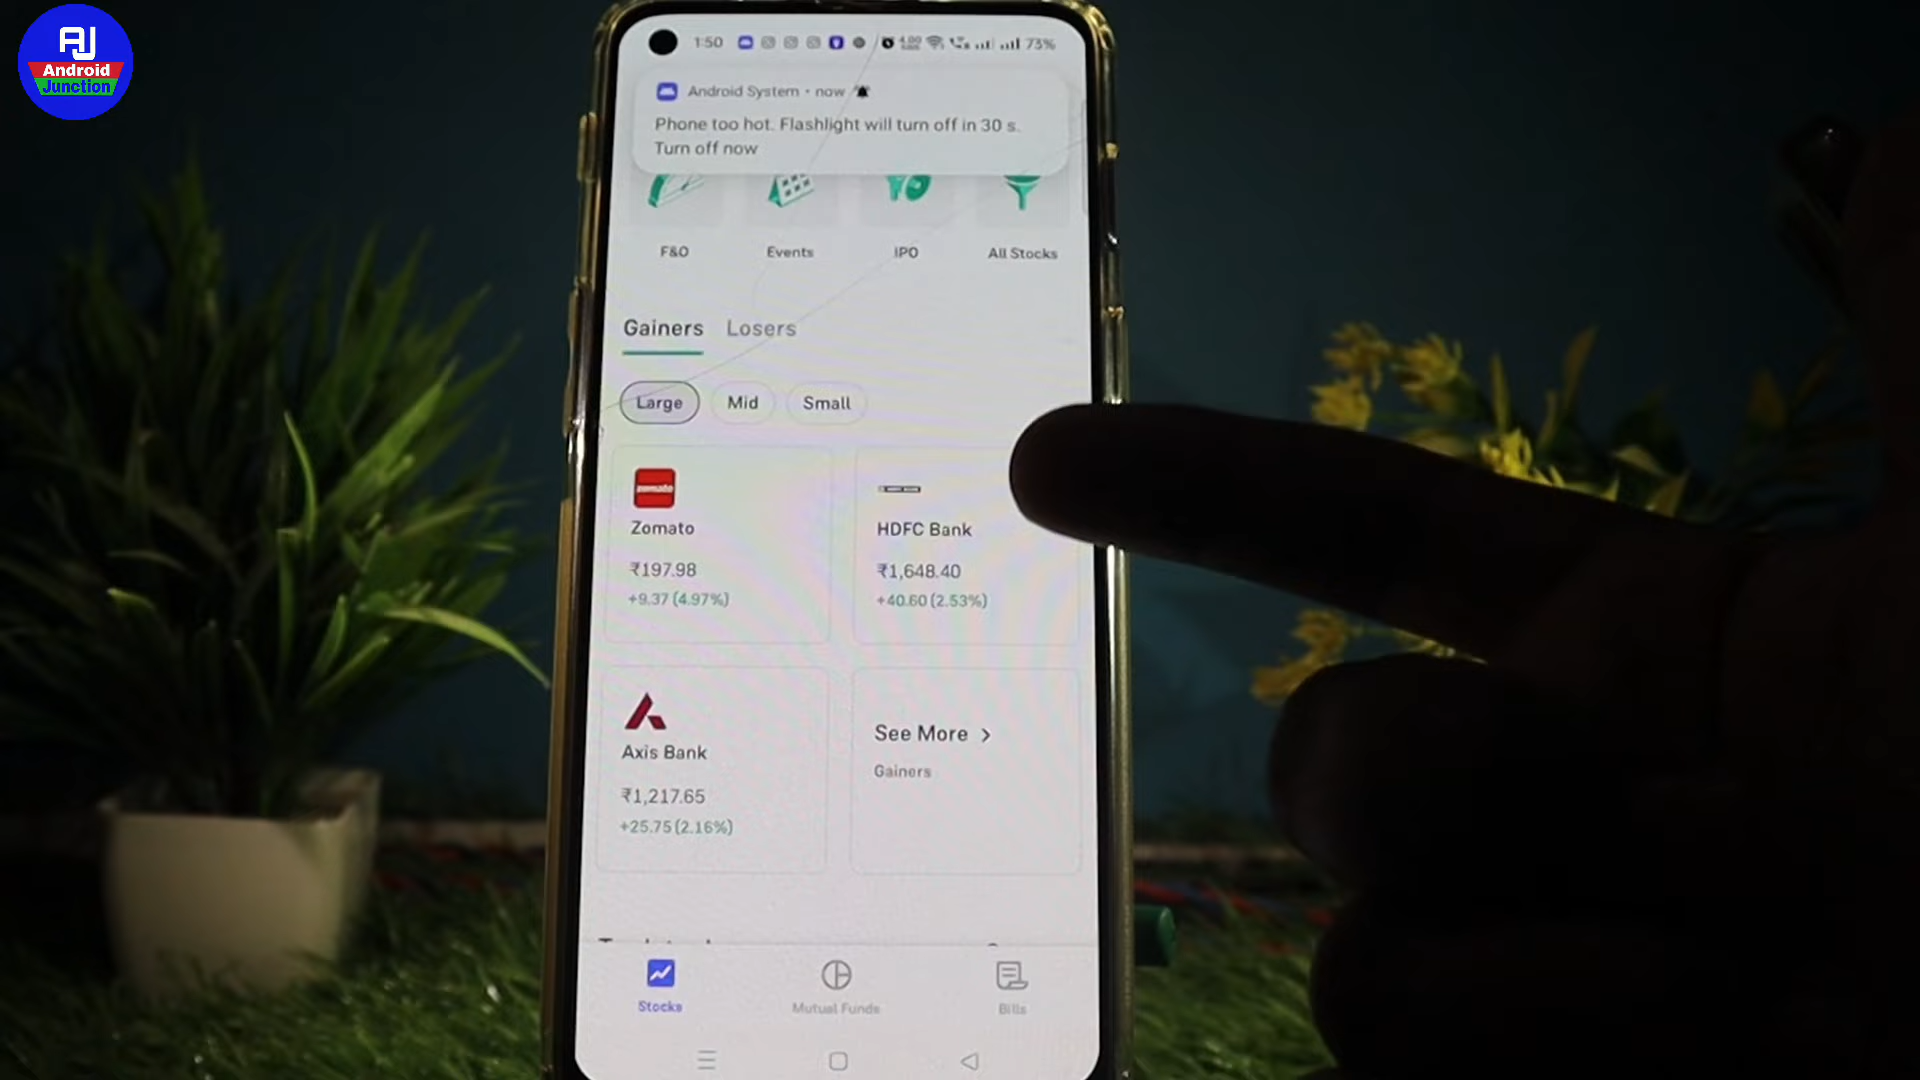 AJ
Android
Junction
1:50
4.00
73%
Android System • now
Phone too hot. Flashlight will turn off in 30 s.
Turn off now
F&O
Events
IPO
All Stocks
Gainers
Losers
Large
Mid
Small
zomato
Zomato
₹197.98
+9.37 (4.97%)
HDFC Bank
₹1,648.40
+40.60 (2.53%)
Axis Bank
₹1,217.65
+25.75 (2.16%)
See More >
Gainers
Stocks
Mutual Funds
Bills